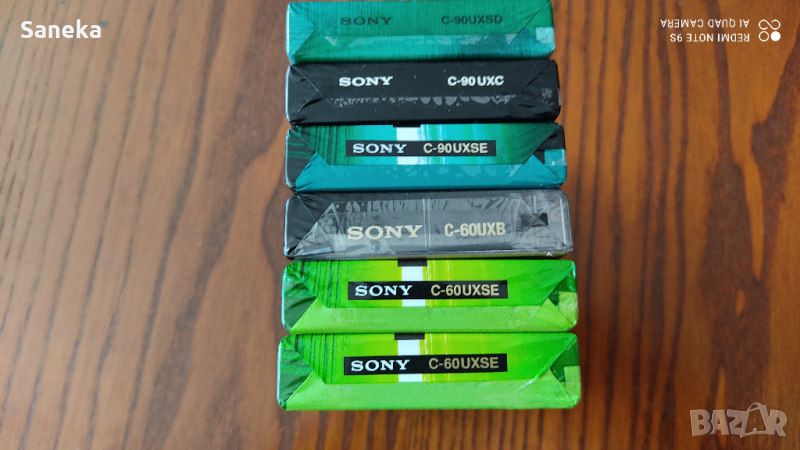 Saneka
REDMI NOTE 9S
AI QUAD CAMERA
SONY C-90UXSD
SONY C-90UXC
SONY C-90UXSE
SONY C-60UXB
SONY C-60UXSE
SONY C-60UXSE
BAZAR